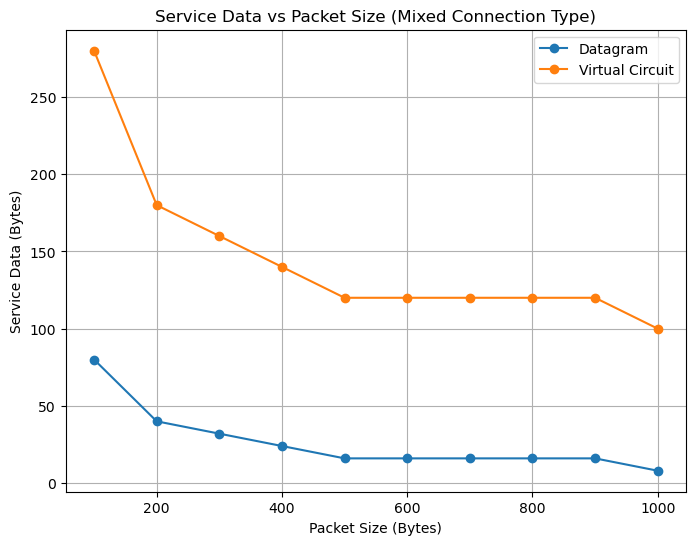 Service Data vs Packet Size (Mixed Connection Type)
Datagram
Virtual Circuit
Service Data (Bytes)
250
200
150
100
50
0
200 400 600 800 1000
Packet Size (Bytes)